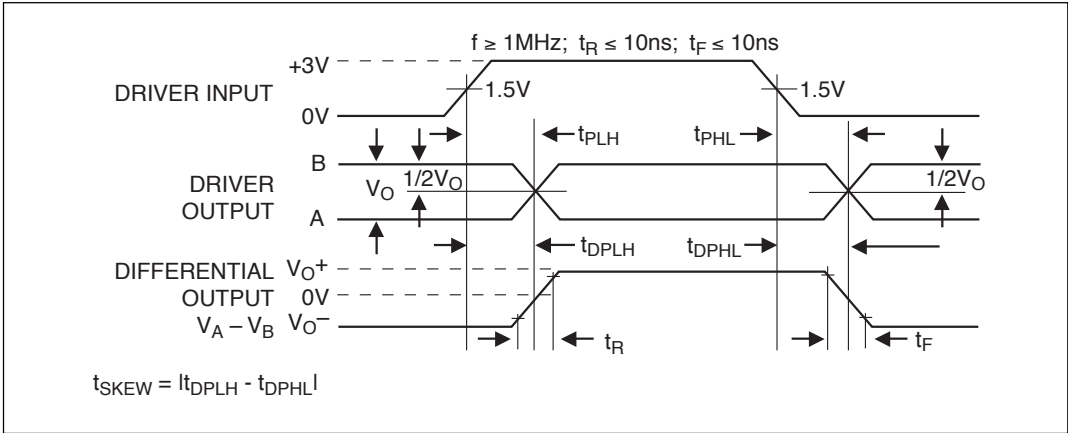 f ≥ 1MHz; tR ≤ 10ns; tF ≤ 10ns
+3V
DRIVER INPUT
1.5V
1.5V
0V
tPLH
tPHL
B
DRIVER OUTPUT
VO
1/2VO
1/2VO
A
tDPLH
tDPHL
DIFFERENTIAL OUTPUT
VO+
0V
VA – VB
VO–
tR
tF
tSKEW = |tDPLH - tDPHL|